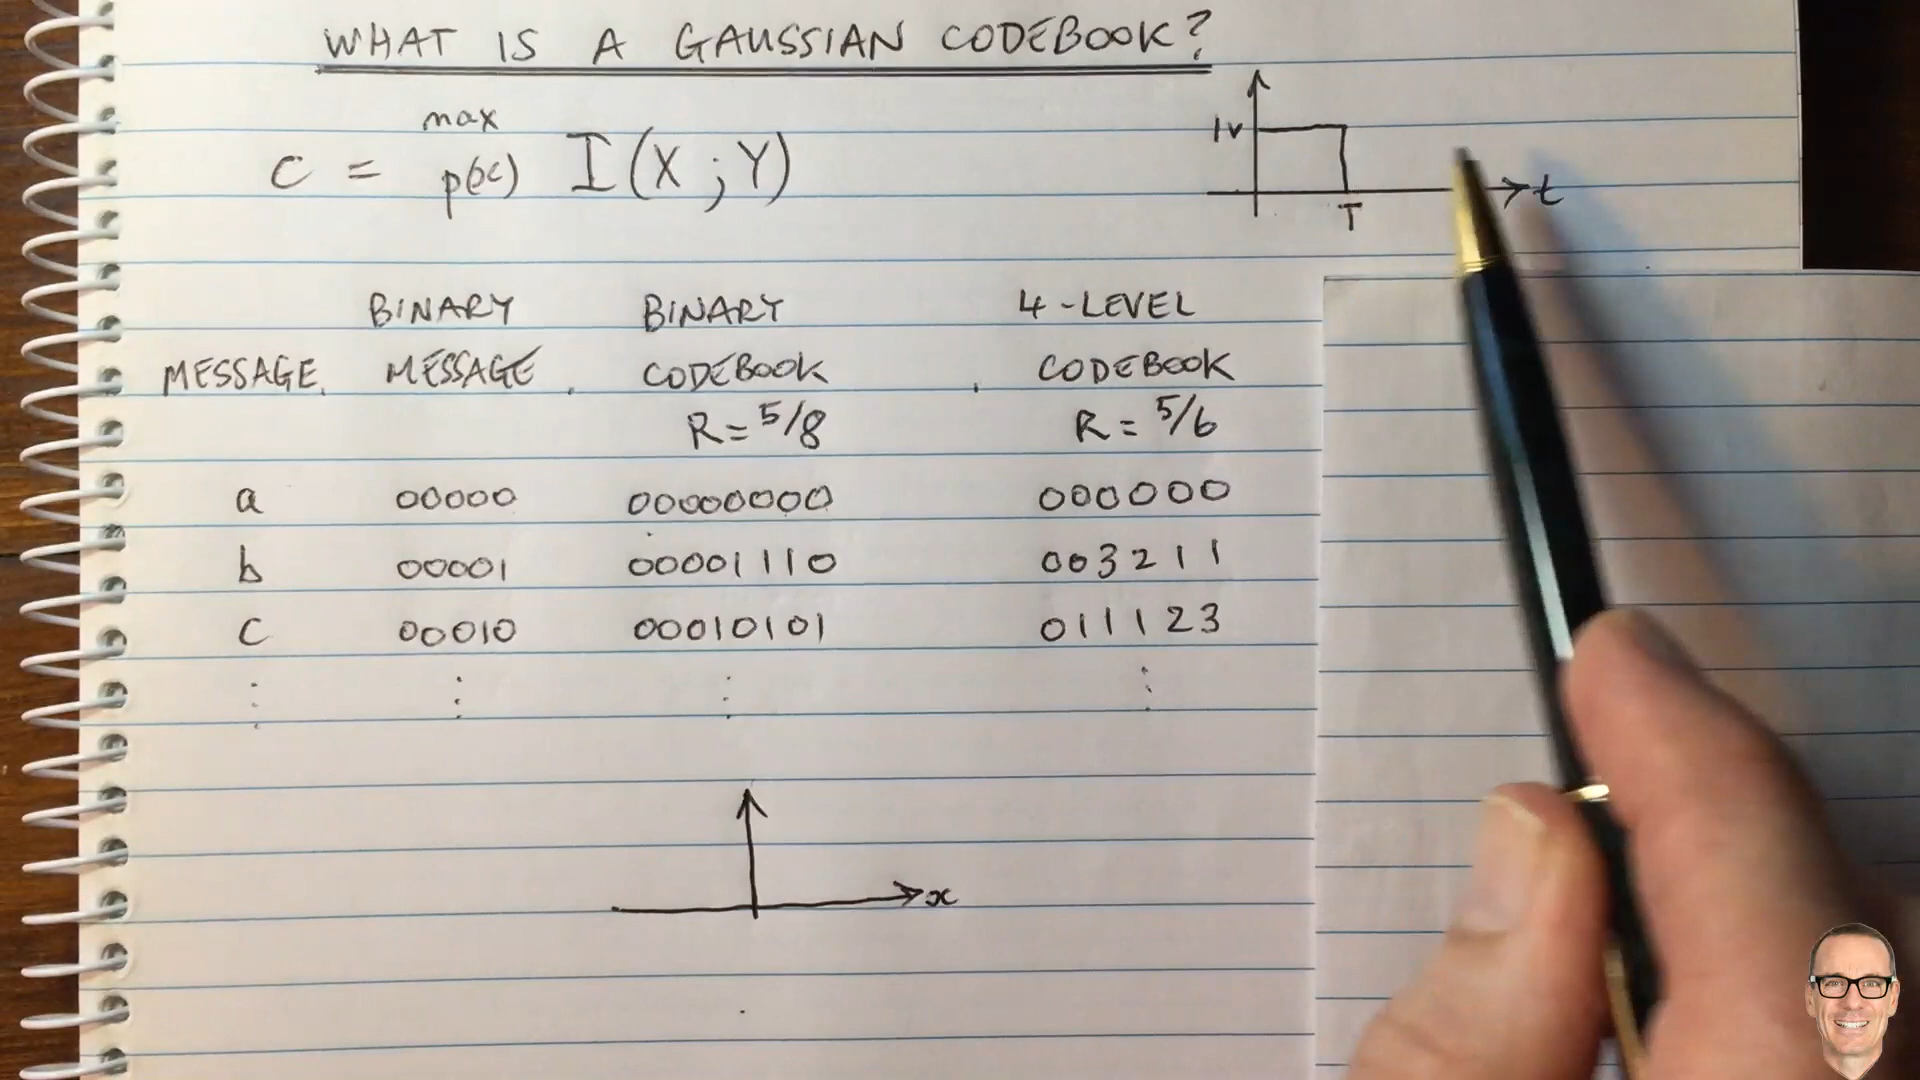 WHAT IS A GAUSSIAN CODEBOOK?
C = max p(x) I(X;Y)
1V
t
T
BINARY BINARY 4-LEVEL
MESSAGE MESSAGE CODEBOOK CODEBOOK
R = 5/8 R = 5/6
a 00000 00000000 000000
b 00001 00001110 003211
c 00010 00010101 011123
⋮ ⋮ ⋮ ⋮
x